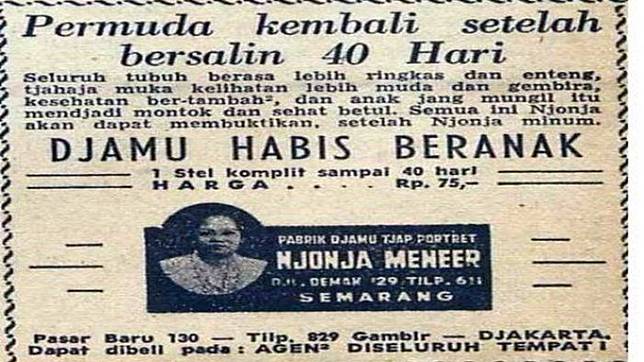 Permuda kembali setelah
bersalin 40 Hari
Seluruh tubuh berasa lebih ringkas dan enteng,
tjahaja muka kelihatan lebih muda dan gembira,
kesehatan ber-tambah², dan anak jang mungil itu
mendjadi montok dan sehat betul. Semua ini Njonja
akan dapat membuktikan, setelah Njonja minum.
DJAMU HABIS BERANAK
1 Stel komplit sampai 40 hari
HARGA . . . . Rp. 75,-
PABRIK DJAMU TJAP PORTRET
NJONJA MENEER
DEMAK 129 TILP. 611
SEMARANG
Pasar Baru 130 — Tilp. 829 Gambir — DJAKARTA.
Dapat dibeli pada : AGEN² DISELURUH TEMPAT !